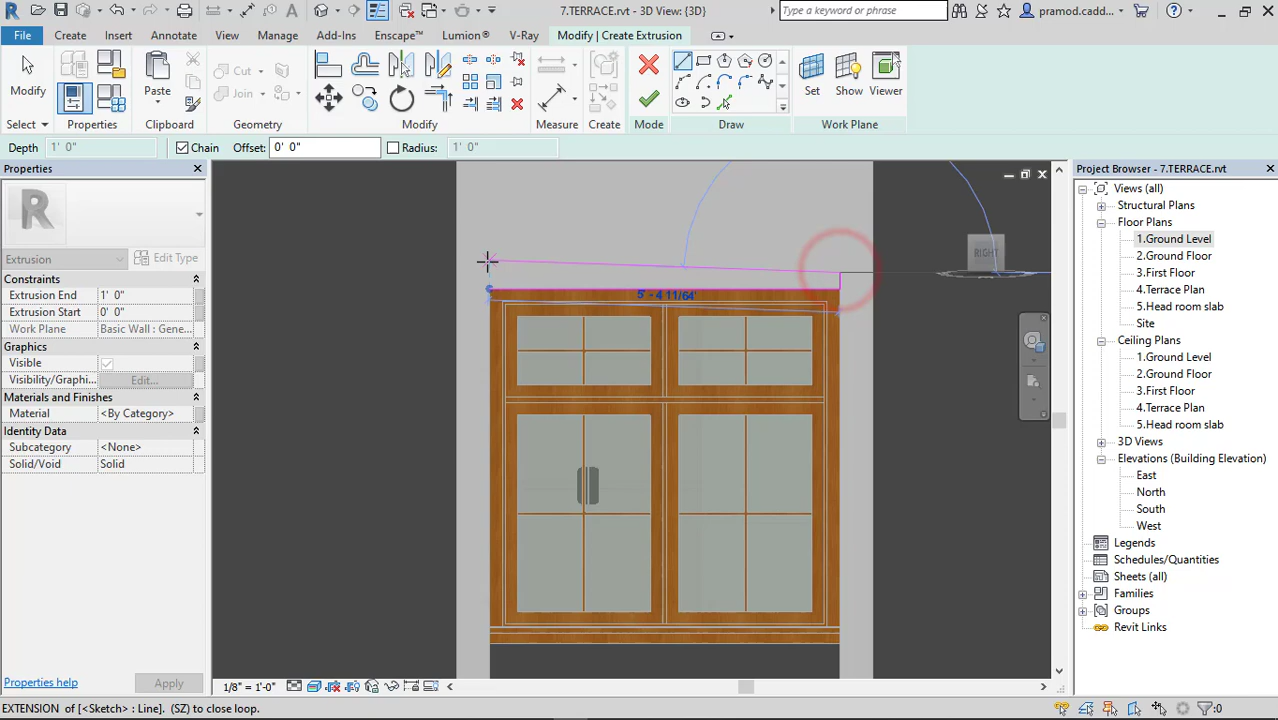 7.TERRACE.rvt - 3D View: {3D}
Type a keyword or phrase
pramod.cadd...
File
Create
Insert
Annotate
View
Manage
Add-Ins
Enscape™
Lumion®
V-Ray
Modify | Create Extrusion
Modify
Select
Properties
Paste
Clipboard
Cut
Join
Geometry
Modify
Measure
Create
Mode
Draw
Set
Show
Viewer
Work Plane
Depth
1' 0"
Chain
Offset:
0' 0"
Radius:
1' 0"
Properties
Extrusion
Edit Type
Constraints
Extrusion End
1' 0"
Extrusion Start
0' 0"
Work Plane
Basic Wall : Gene...
Graphics
Visible
Visibility/Graphi...
Edit...
Materials and Finishes
Material
<By Category>
Identity Data
Subcategory
<None>
Solid/Void
Solid
Properties help
Apply
5' - 4 11/64"
RIGHT
Project Browser - 7.TERRACE.rvt
Views (all)
Structural Plans
Floor Plans
1.Ground Level
2.Ground Floor
3.First Floor
4.Terrace Plan
5.Head room slab
Site
Ceiling Plans
1.Ground Level
2.Ground Floor
3.First Floor
4.Terrace Plan
5.Head room slab
3D Views
Elevations (Building Elevation)
East
North
South
West
Legends
Schedules/Quantities
Sheets (all)
Families
Groups
Revit Links
1/8" = 1'-0"
EXTENSION of [<Sketch> : Line]. (SZ) to close loop.
:0